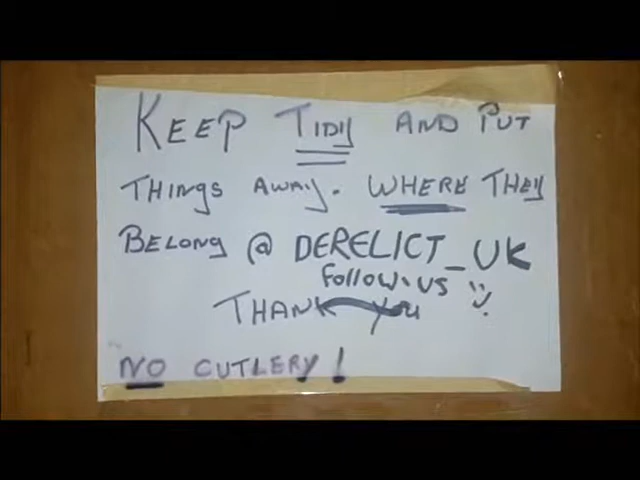 KEEP TIDY AND PUT
THINGS AWAY. WHERE THEY
BELONG @ DERELICT_UK
FOLLOW US :)
THANK YOU
NO CUTLERY!